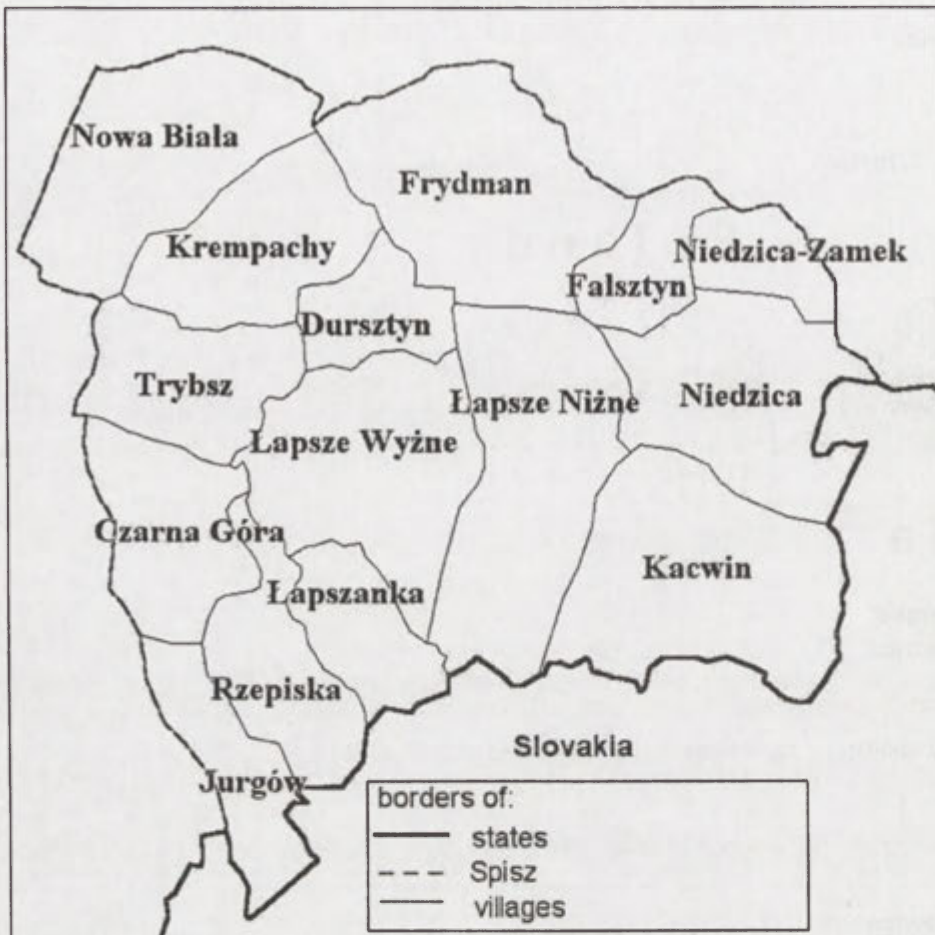 Nowa Biała
Frydman
Krempachy
Niedzica-Zamek
Falsztyn
Dursztyn
Trybsz
Łapsze Niżne
Niedzica
Łapsze Wyżne
Czarna Góra
Kacwin
Łapszanka
Rzepiska
Slovakia
Jurgów
borders of:
states
Spisz
villages